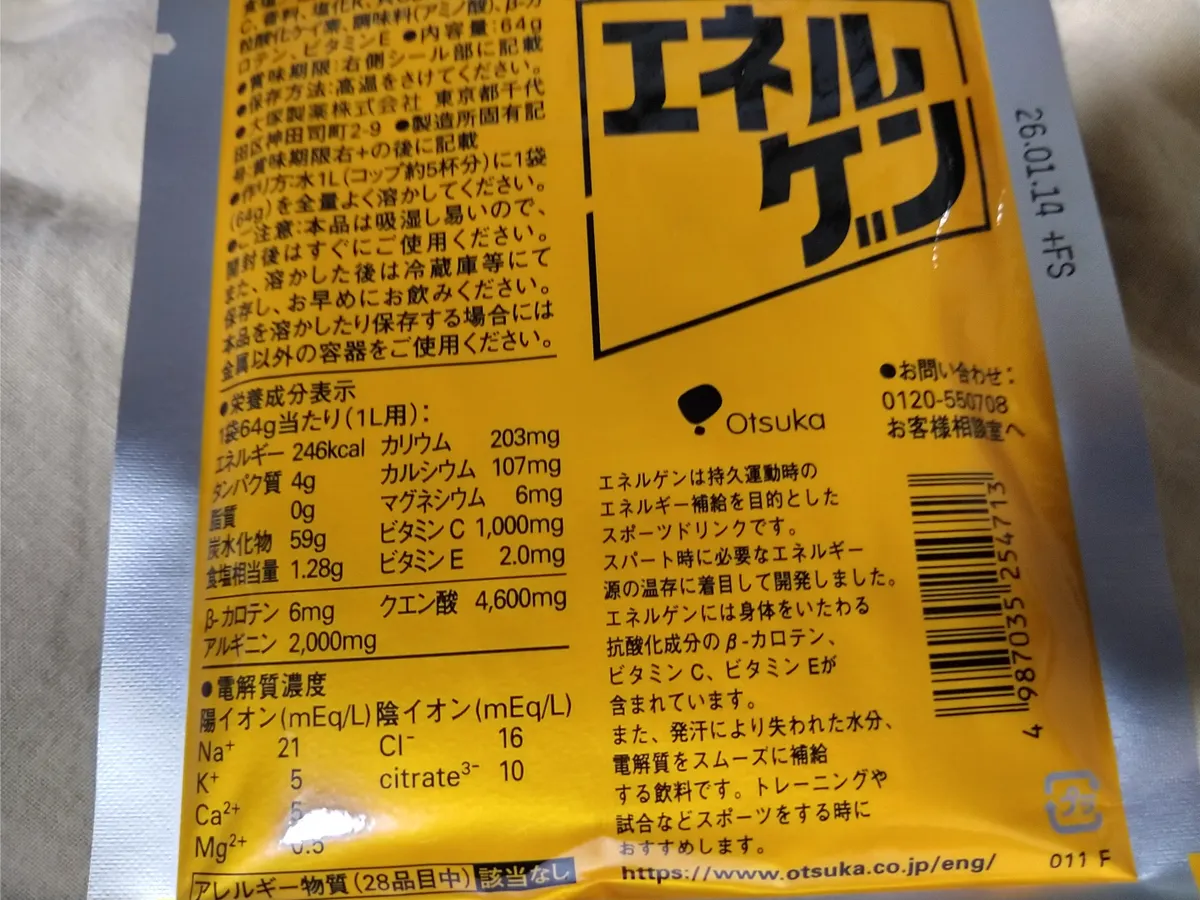 C、香料、塩化K、
粒酸化ケイ素、調味料(アミノ酸)、β-カ
ロテン、ビタミンE ●内容量:64g
●賞味期限:右側シール部に記載
●保存方法:高温をさけてください。
●大塚製薬株式会社 東京都千代
田区神田司町2-9 ●製造所固有記
号:賞味期限右+の後に記載
●作り方:水1L(コップ約5杯分)に1袋
(64g)を全量よく溶かしてください。
●ご注意:本品は吸湿し易いので、
開封後はすぐにご使用ください。
また、溶かした後は冷蔵庫等にて
保存し、お早めにお飲みください。
本品を溶かしたり保存する場合には
金属以外の容器をご使用ください。
●栄養成分表示
1袋64g当たり(1L用):
エネルギー 246kcal カリウム 203mg
タンパク質 4g カルシウム 107mg
脂質 0g マグネシウム 6mg
炭水化物 59g ビタミンC 1,000mg
食塩相当量 1.28g ビタミンE 2.0mg
β-カロテン 6mg クエン酸 4,600mg
アルギニン 2,000mg
●電解質濃度
陽イオン(mEq/L) 陰イオン(mEq/L)
Na+ 21 Cl- 16
K+ 5 citrate3- 10
Ca2+ 5
Mg2+ 0.5
アレルギー物質(28品目中) 該当なし
エネル
ゲン
26.01.14 +FS
Otsuka
●お問い合わせ:
0120-550708
お客様相談室へ
エネルゲンは持久運動時の
エネルギー補給を目的とした
スポーツドリンクです。
スパート時に必要なエネルギー
源の温存に着目して開発しました。
エネルゲンには身体をいたわる
抗酸化成分のβ-カロテン、
ビタミンC、ビタミンEが
含まれています。
また、発汗により失われた水分、
電解質をスムーズに補給
する飲料です。トレーニングや
試合などスポーツをする時に
おすすめします。
https://www.otsuka.co.jp/eng/
4 987035 254713
プラ
011 F